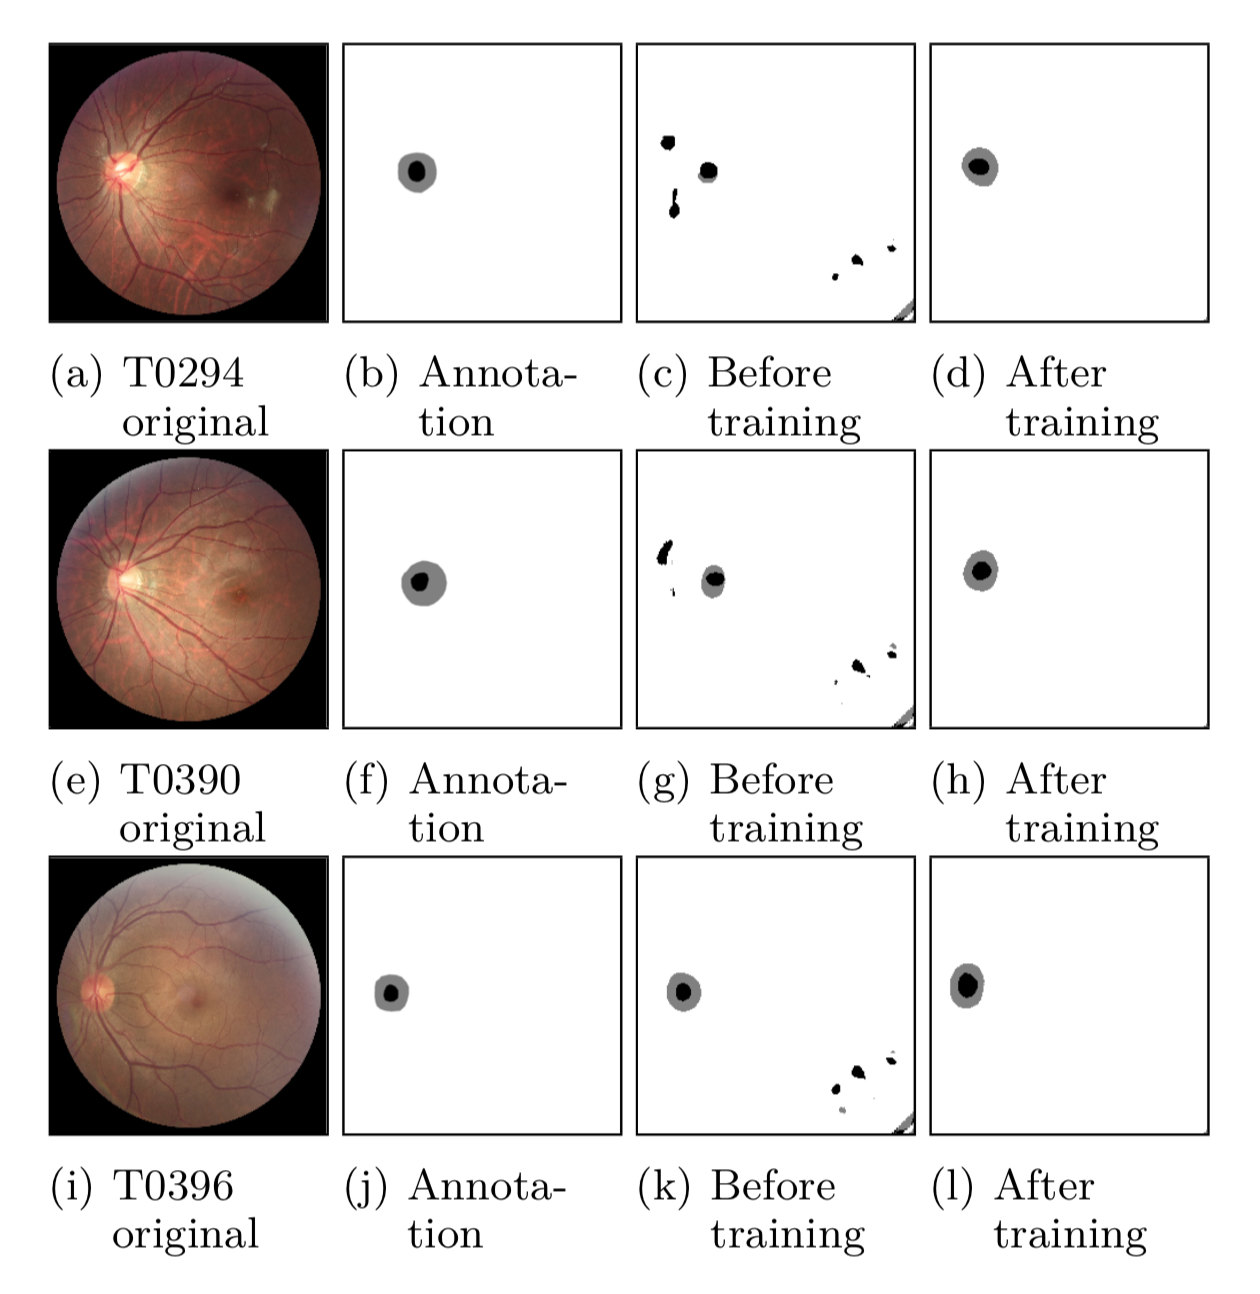 (a) T0294 original
(b) Annota-
tion
(c) Before
training
(d) After
training
(e) T0390
original
(f) Annota-
tion
(g) Before
training
(h) After
training
(i) T0396
original
(j) Annota-
tion
(k) Before
training
(l) After
training